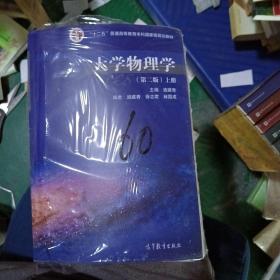 “十二五”普通高等教育本科国家级规划教材
大学物理学
（第二版）上册
60
高等教育出版社